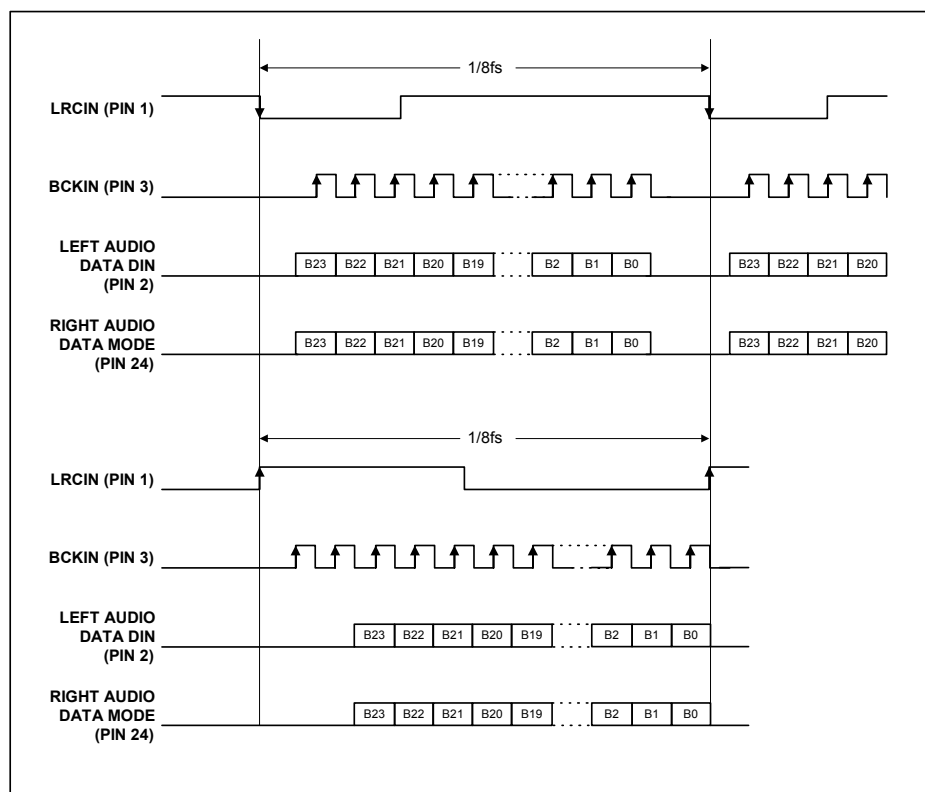 1/8fs
LRCIN (PIN 1)
BCKIN (PIN 3)
LEFT AUDIO
DATA DIN
(PIN 2)
B23 B22 B21 B20 B19 B2 B1 B0 B23 B22 B21 B20
RIGHT AUDIO
DATA MODE
(PIN 24)
B23 B22 B21 B20 B19 B2 B1 B0 B23 B22 B21 B20
1/8fs
LRCIN (PIN 1)
BCKIN (PIN 3)
LEFT AUDIO
DATA DIN
(PIN 2)
B23 B22 B21 B20 B19 B2 B1 B0
RIGHT AUDIO
DATA MODE
(PIN 24)
B23 B22 B21 B20 B19 B2 B1 B0